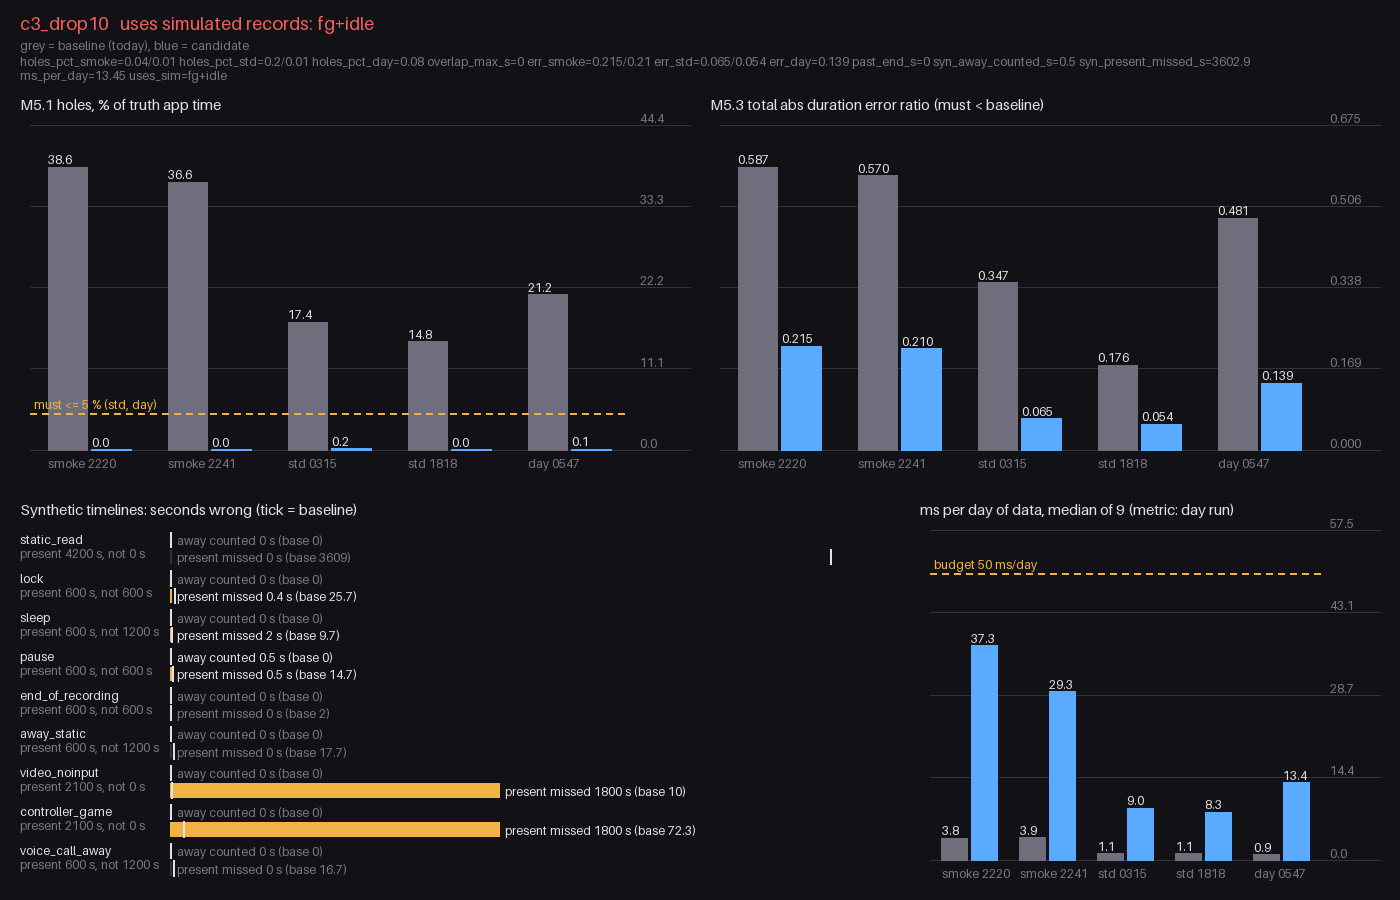 c3_drop10 uses simulated records: fg+idle
grey = baseline (today), blue = candidate
holes_pct_smoke=0.04/0.01 holes_pct_std=0.2/0.01 holes_pct_day=0.08 overlap_max_s=0 err_smoke=0.215/0.21 err_std=0.065/0.054 err_day=0.139 past_end_s=0 syn_away_counted_s=0.5 syn_present_missed_s=3602.9
ms_per_day=13.45 uses_sim=fg+idle
M5.1 holes, % of truth app time
44.4
38.6
36.6
33.3
22.2
21.2
17.4
14.8
11.1
must <= 5 % (std, day)
0.0
0.0
0.2
0.0
0.1
0.0
smoke 2220
smoke 2241
std 0315
std 1818
day 0547
M5.3 total abs duration error ratio (must < baseline)
0.675
0.587
0.570
0.506
0.481
0.347
0.338
0.215
0.210
0.176
0.169
0.139
0.065
0.054
0.000
smoke 2220
smoke 2241
std 0315
std 1818
day 0547
Synthetic timelines: seconds wrong (tick = baseline)
static_read
present 4200 s, not 0 s
away counted 0 s (base 0)
present missed 0 s (base 3609)
lock
present 600 s, not 600 s
away counted 0 s (base 0)
present missed 0.4 s (base 25.7)
sleep
present 600 s, not 1200 s
away counted 0 s (base 0)
present missed 2 s (base 9.7)
pause
present 600 s, not 600 s
away counted 0.5 s (base 0)
present missed 0.5 s (base 14.7)
end_of_recording
present 600 s, not 600 s
away counted 0 s (base 0)
present missed 0 s (base 2)
away_static
present 600 s, not 1200 s
away counted 0 s (base 0)
present missed 0 s (base 17.7)
video_noinput
present 2100 s, not 0 s
away counted 0 s (base 0)
present missed 1800 s (base 10)
controller_game
present 2100 s, not 0 s
away counted 0 s (base 0)
present missed 1800 s (base 72.3)
voice_call_away
present 600 s, not 1200 s
away counted 0 s (base 0)
present missed 0 s (base 16.7)
ms per day of data, median of 9 (metric: day run)
57.5
budget 50 ms/day
43.1
37.3
29.3
28.7
14.4
13.4
9.0
8.3
3.8
3.9
1.1
1.1
0.9
0.0
smoke 2220
smoke 2241
std 0315
std 1818
day 0547